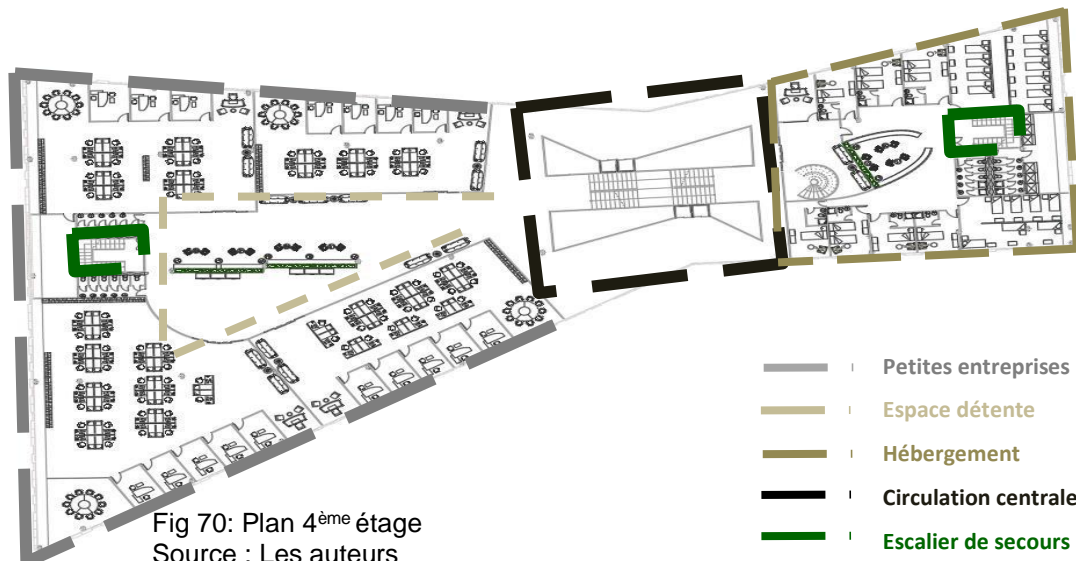 Petites entreprises
Espace détente
Hébergement
Circulation centrale
Escalier de secours
Fig 70: Plan 4ème étage
Source : Les auteurs